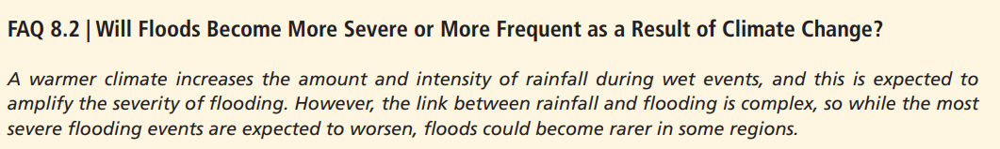 FAQ 8.2 | Will Floods Become More Severe or More Frequent as a Result of Climate Change?
A warmer climate increases the amount and intensity of rainfall during wet events, and this is expected to
amplify the severity of flooding. However, the link between rainfall and flooding is complex, so while the most
severe flooding events are expected to worsen, floods could become rarer in some regions.